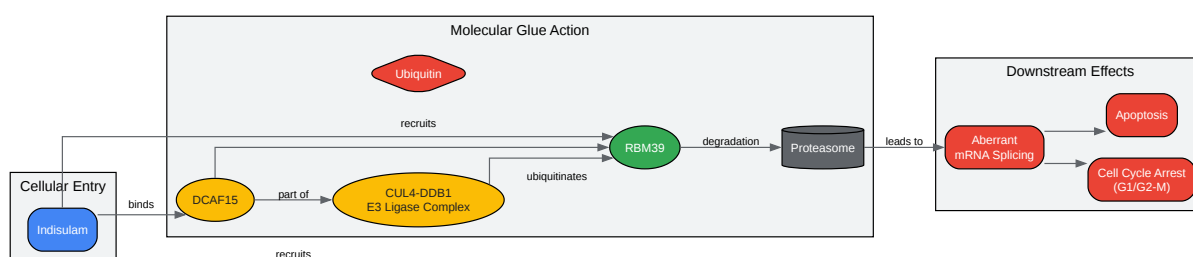 Molecular Glue Action
Ubiquitin
Downstream Effects
Apoptosis
recruits
RBM39
degradation
Proteasome
leads to
Aberrant
mRNA Splicing
ubiquitinates
Cell Cycle Arrest
(G1/G2-M)
Cellular Entry
Indisulam
binds
DCAF15
part of
CUL4-DDB1
E3 Ligase Complex
recruits